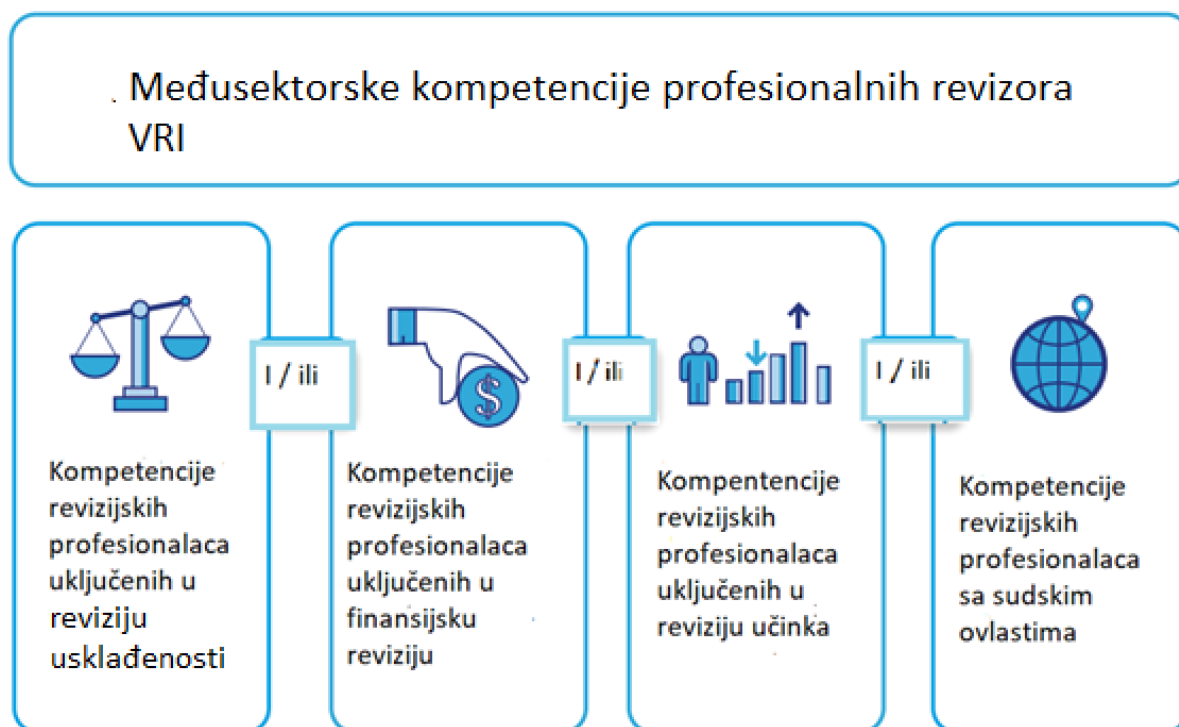 . Međusektorske kompetencije profesionalnih revizora
VRI
Kompetencije
revizijskih
profesionalaca
uključenih u
reviziju
usklađenosti
I / ili
$
Kompetencije
revizijskih
profesionalaca
uključenih u
finansijsku
reviziju
I / ili
Kompentencije
revizijskih
profesionalaca
uključenih u
reviziju učinka
I / ili
Kompetencije
revizijskih
profesionalaca
sa sudskim
ovlastima